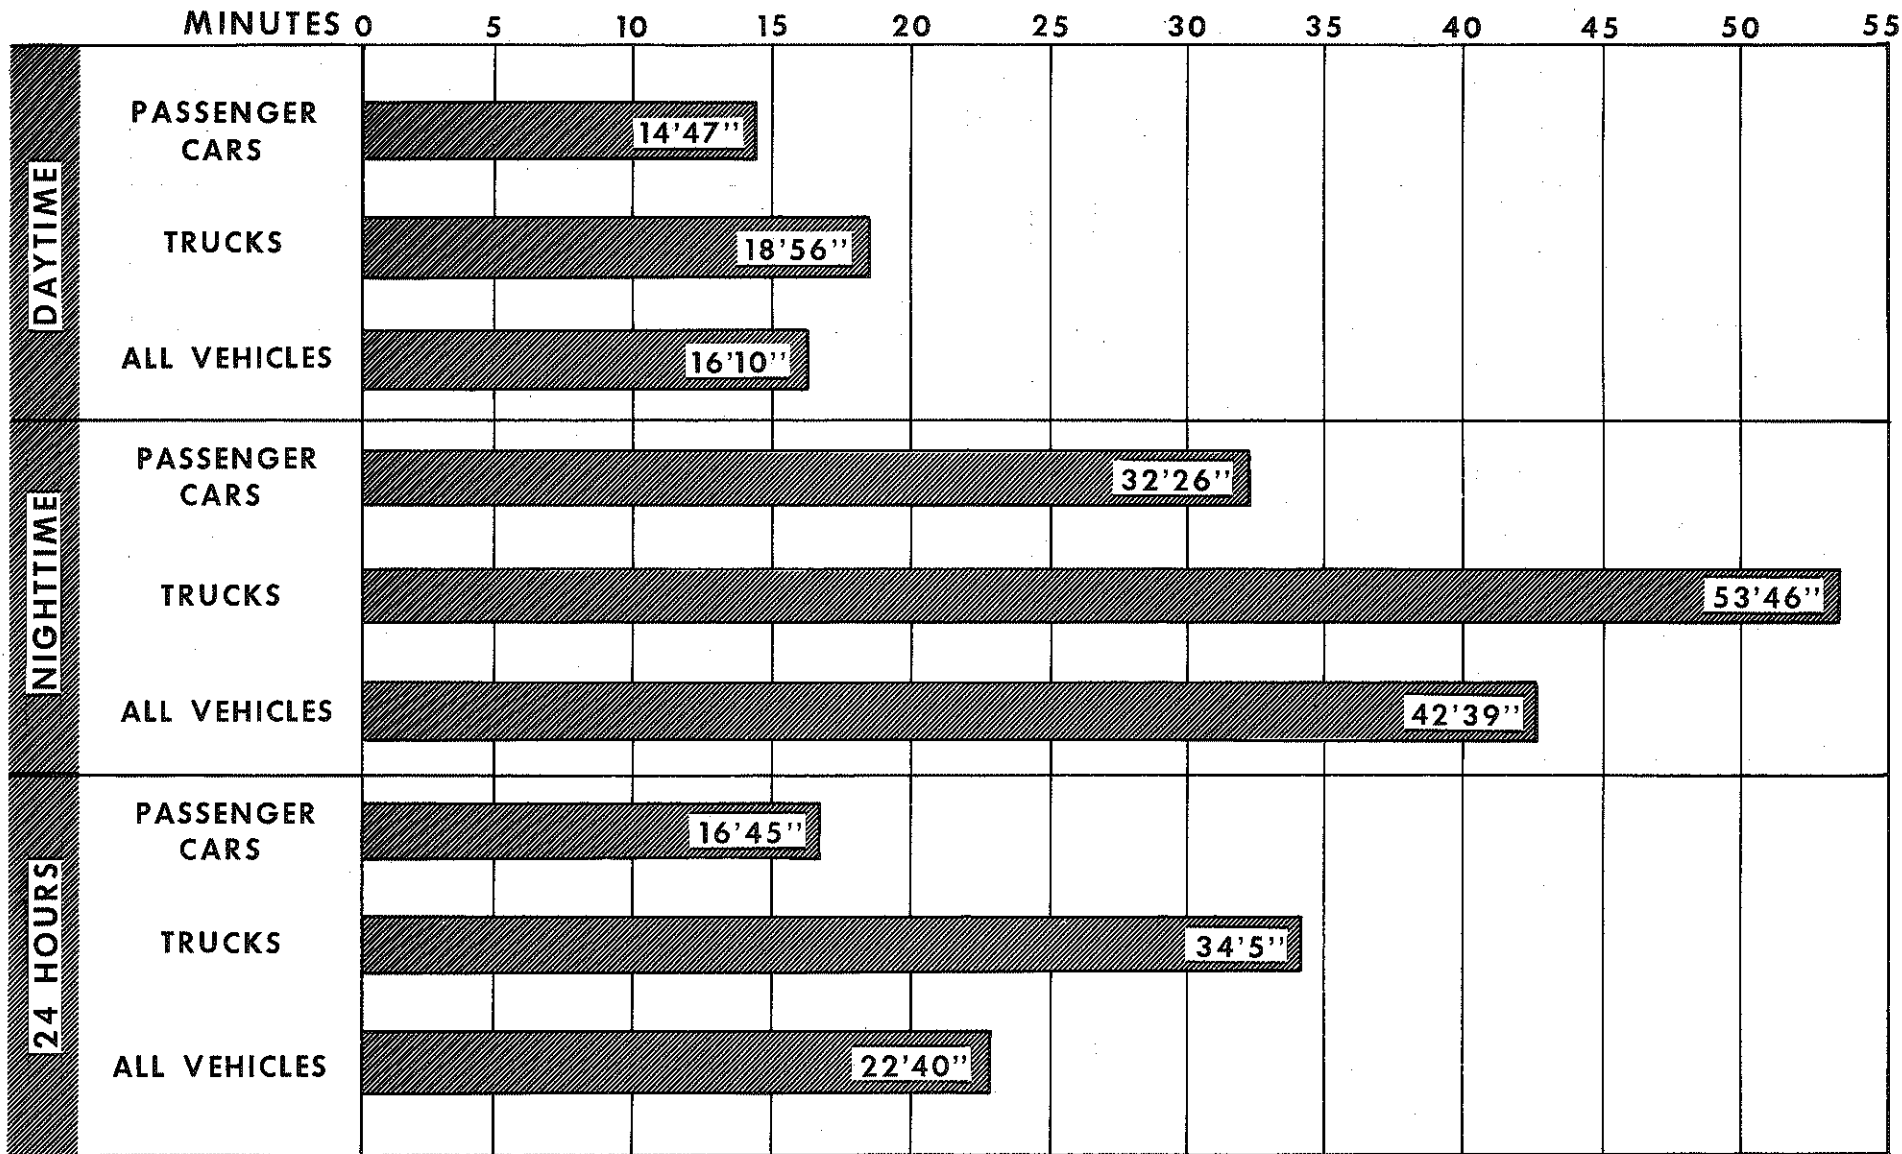 MINUTES 0 5 10 15 20 25 30 35 40 45 50 55
DAYTIME
PASSENGER
CARS
14'47''
TRUCKS
18'56''
ALL VEHICLES
16'10''
NIGHTTIME
PASSENGER
CARS
32'26''
TRUCKS
53'46''
ALL VEHICLES
42'39''
24 HOURS
PASSENGER
CARS
16'45''
TRUCKS
34'5''
ALL VEHICLES
22'40''